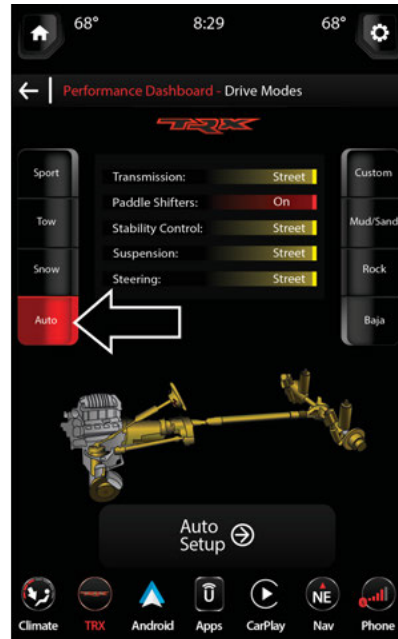 68° 8:29 68°
Performance Dashboard - Drive Modes
TRX
Sport
Tow
Snow
Auto
Transmission: Street
Paddle Shifters: On
Stability Control: Street
Suspension: Street
Steering: Street
Custom
Mud/Sand
Rock
Baja
Auto
Setup
NE
Climate TRX Android Apps CarPlay Nav Phone